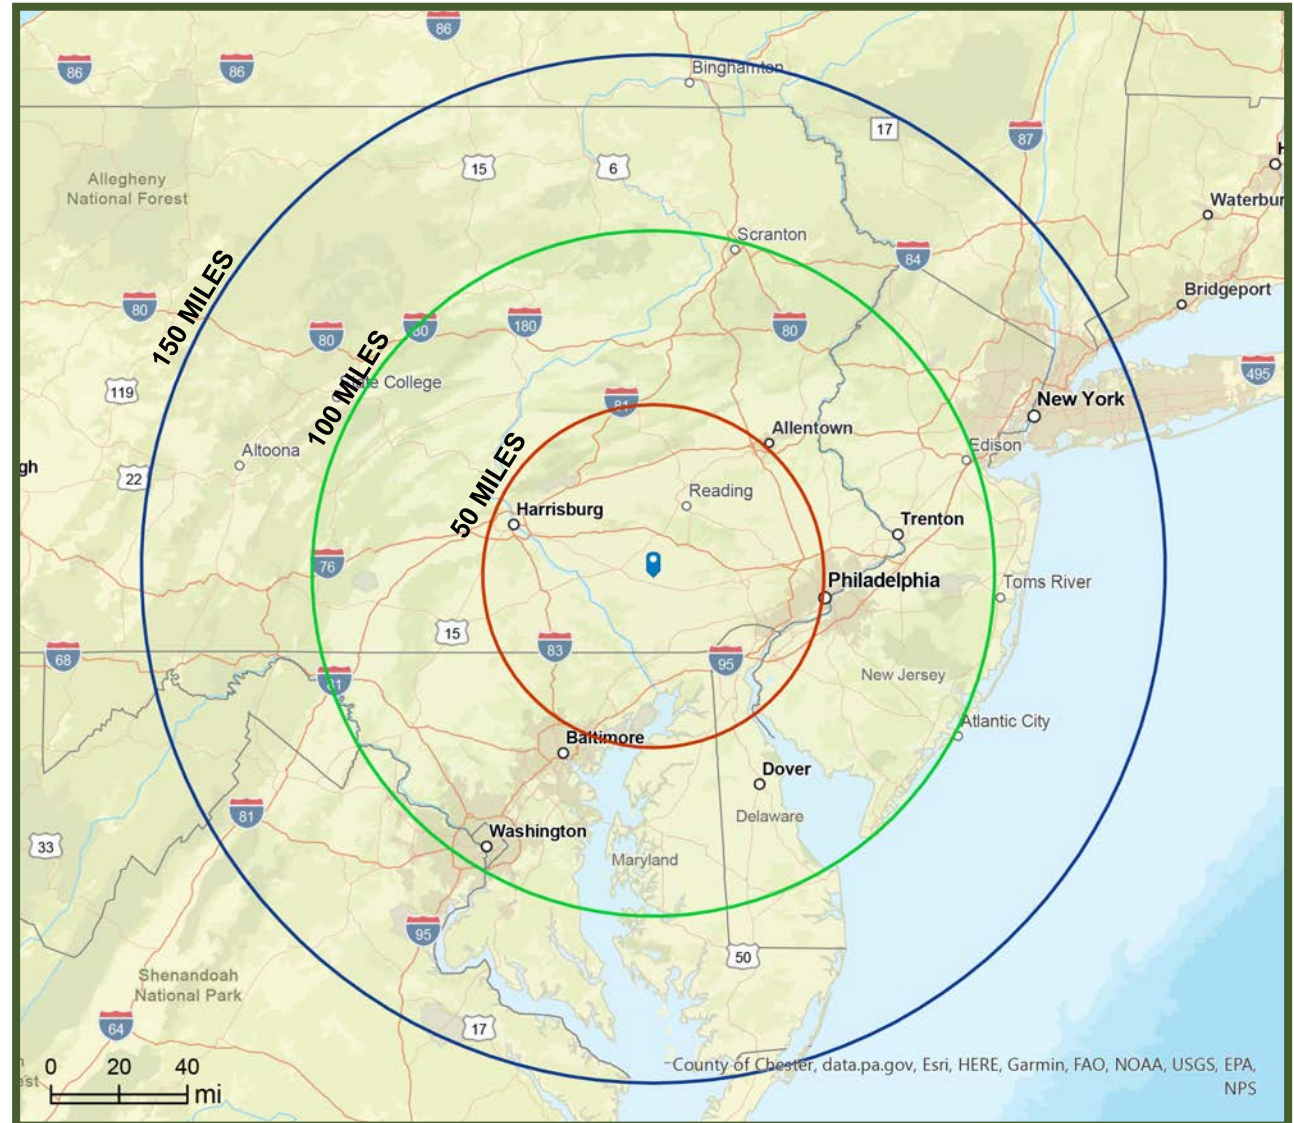 86
86
86
Binghamton
17
87
H
15
6
Allegheny
National Forest
Waterbur
Scranton
84
150 MILES
80
80
80
180
80
Bridgeport
100 MILES
State College
119
495
81
New York
Allentown
Edison
Altoona
gh
22
50 MILES
Reading
Harrisburg
Trenton
76
Philadelphia
Toms River
15
83
68
95
81
New Jersey
Atlantic City
Baltimore
Dover
Delaware
81
Washington
33
Maryland
95
50
Shenandoah
National Park
64
17
0 20 40
mi
est
County of Chester, data.pa.gov, Esri, HERE, Garmin, FAO, NOAA, USGS, EPA,
NPS